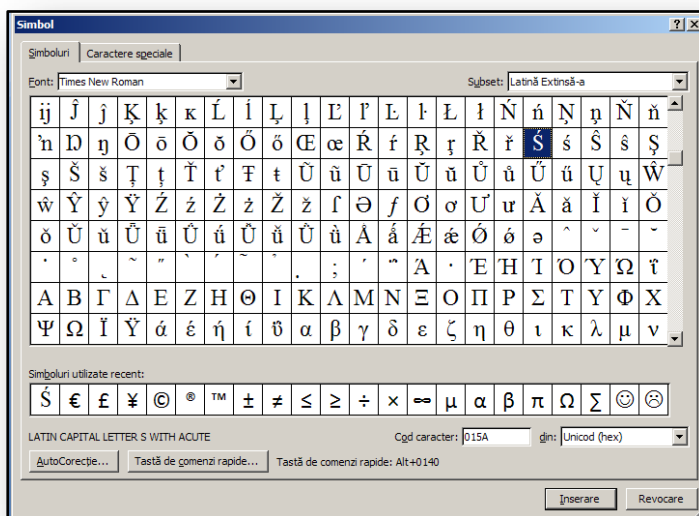 Simbol
Simboluri Caractere speciale
Font: Times New Roman Subset: Latină Extinsă-a
ĳ Ĵ ĵ Ķ ķ ĸ Ĺ ĺ Ļ ļ Ľ ľ Ŀ ŀ Ł ł Ń ń Ņ ņ Ň ň
ŉ Ŋ ŋ Ō ō Ŏ ŏ Ő ő Œ œ Ŕ ŕ Ŗ ŗ Ř ř Ś ś Ŝ ŝ Ş
ş Š š Ţ ţ Ť ť Ŧ ŧ Ũ ũ Ū ū Ŭ ŭ Ů ů Ű ű Ų ų Ŵ
ŵ Ŷ ŷ Ÿ Ź ź Ż ż Ž ž ſ Ə ƒ Ơ ơ Ư ư Ǎ ǎ Ǐ ǐ Ǒ
ǒ Ǔ ǔ Ǖ ǖ Ǘ ǘ Ǚ ǚ Ǜ ǜ Ǻ ǻ Ǽ ǽ Ǿ ǿ ə ˆ ˇ ˉ ˘
˙ ˚ ˛ ˜ ˝ ̀ ́ ̃ ̉ ̣ ; ΄ ΅ Ά · Έ Ή Ί Ό Ύ Ώ ΐ
Α Β Γ Δ Ε Ζ Η Θ Ι Κ Λ Μ Ν Ξ Ο Π Ρ Σ Τ Υ Φ Χ
Ψ Ω Ϊ Ϋ ά έ ή ί ΰ α β γ δ ε ζ η θ ι κ λ μ ν
Simboluri utilizate recent:
Ś € £ ¥ © ® ™ ± ≠ ≤ ≥ ÷ × ∞ µ α β π Ω ∑ ☺ ☹
LATIN CAPITAL LETTER S WITH ACUTE Cod caracter: 015A din: Unicod (hex)
AutoCorecție... Tastă de comenzi rapide... Tastă de comenzi rapide: Alt+0140
Inserare Revocare